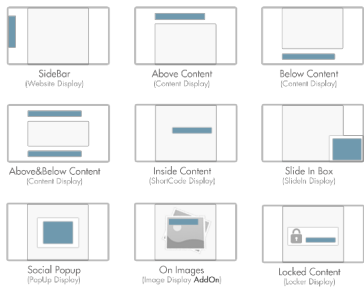 SideBar
(Website Display)
Above Content
(Content Display)
Below Content
(Content Display)
Above&Below Content
(Content Display)
Inside Content
(ShortCode Display)
Slide In Box
(SlideIn Display)
Social Popup
(PopUp Display)
On Images
(Image Display AddOn)
Locked Content
(Locker Display)